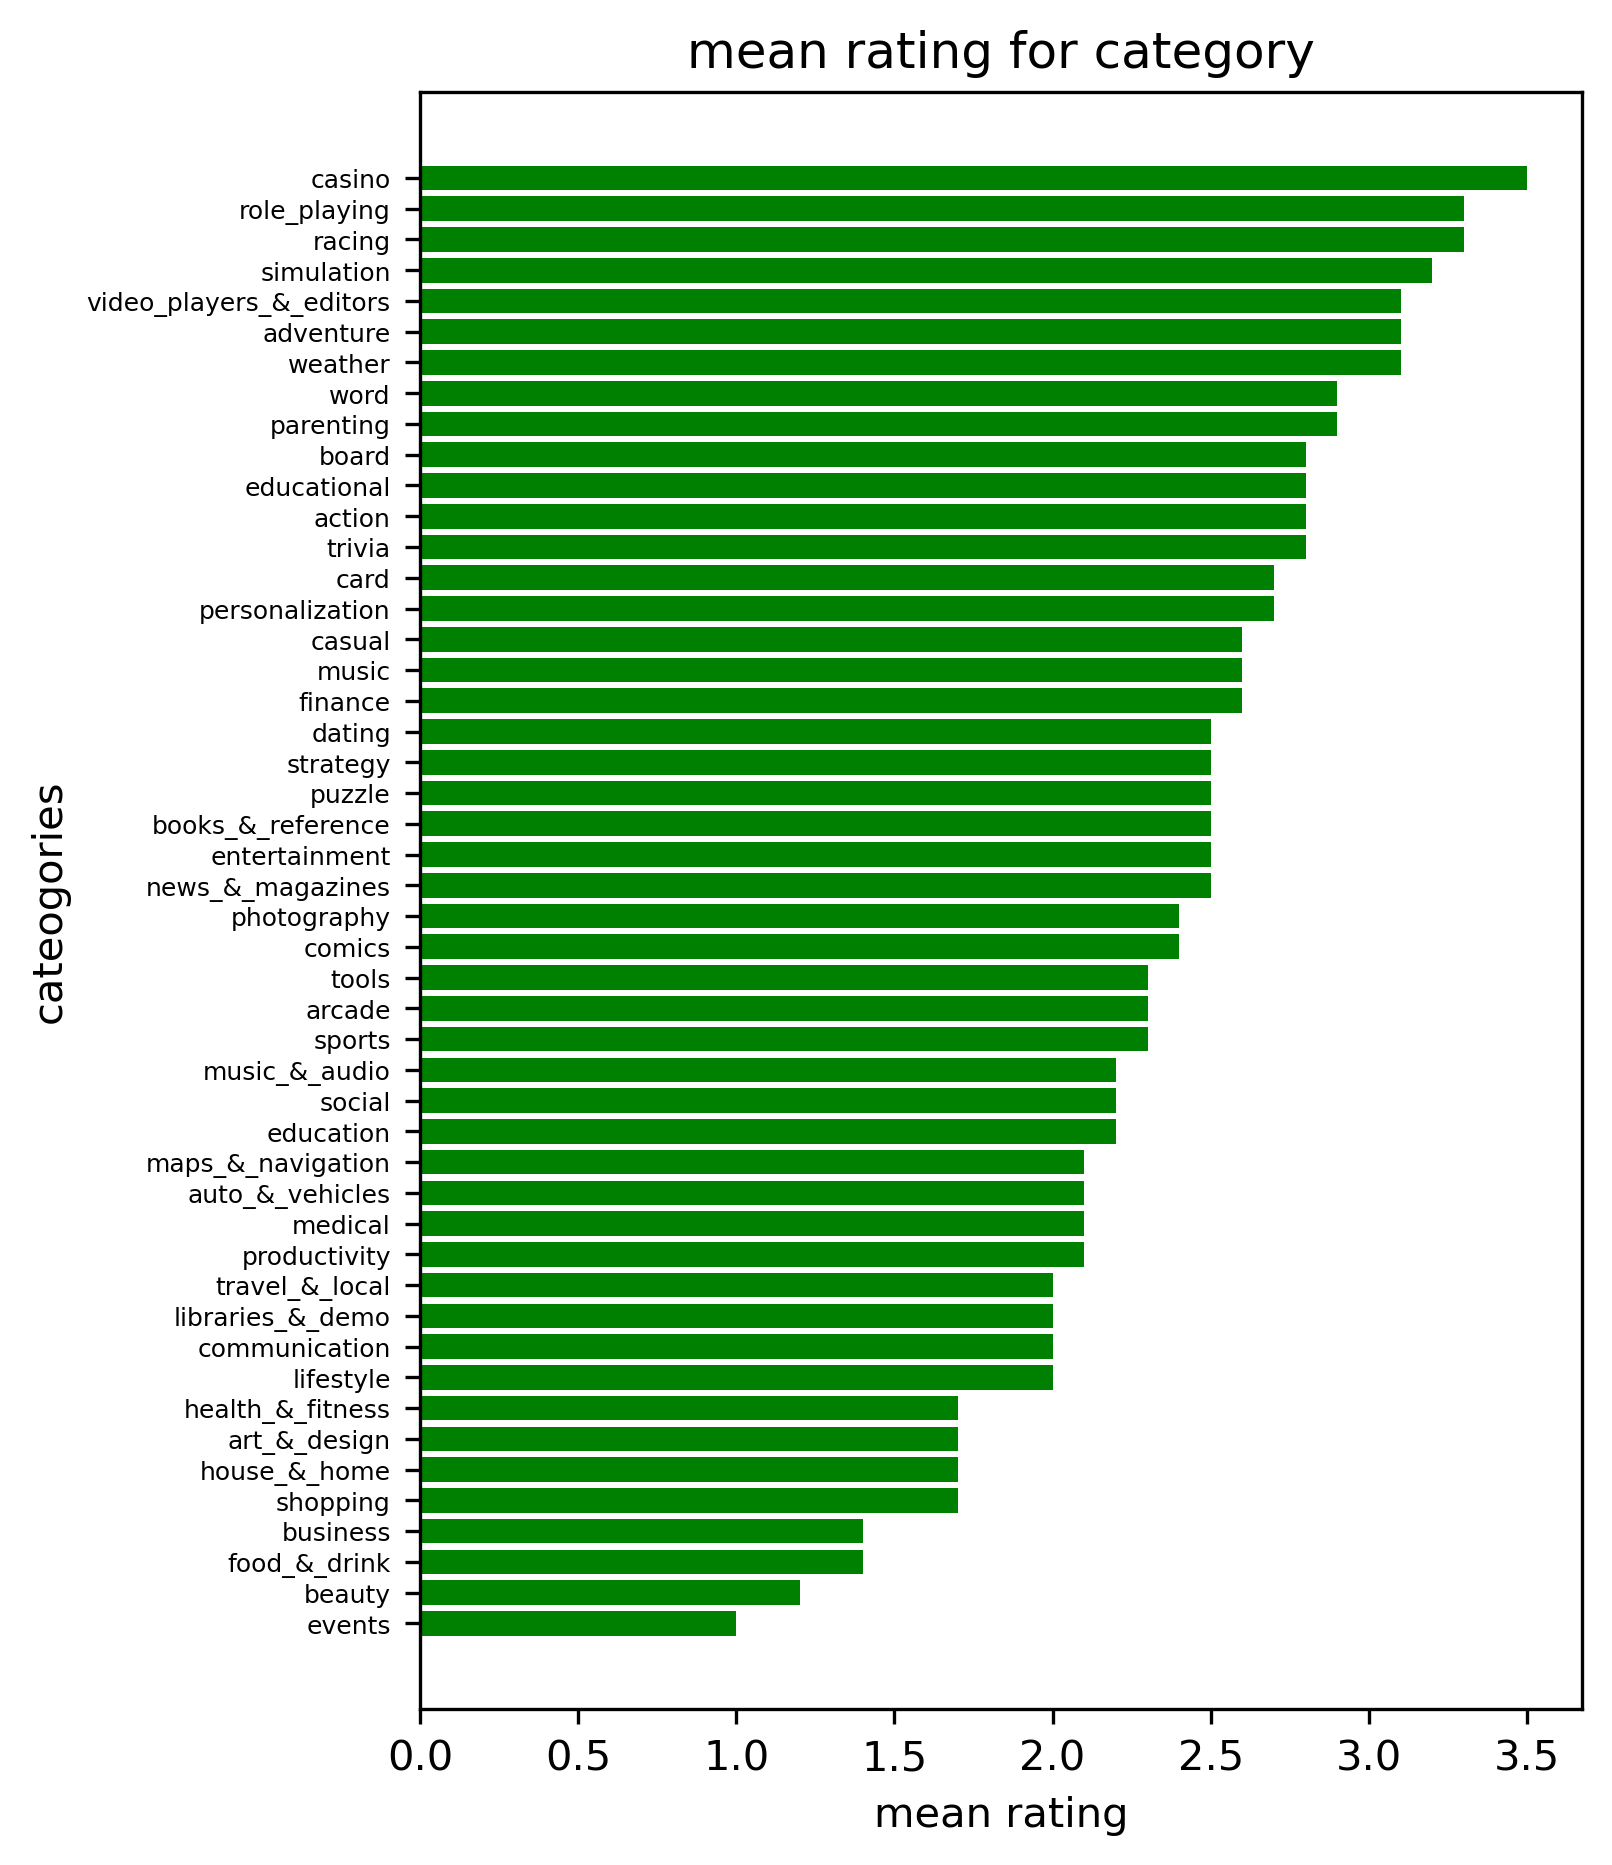 mean rating for category
casino
role_playing
racing
simulation
video_players_&_editors
adventure
weather
word
parenting
board
educational
action
trivia
card
personalization
casual
music
finance
dating
strategy
puzzle
books_&_reference
entertainment
news_&_magazines
photography
comics
tools
arcade
sports
music_&_audio
social
education
maps_&_navigation
auto_&_vehicles
medical
productivity
travel_&_local
libraries_&_demo
communication
lifestyle
health_&_fitness
art_&_design
house_&_home
shopping
business
food_&_drink
beauty
events
cateogories
0.0 0.5 1.0 1.5 2.0 2.5 3.0 3.5
mean rating